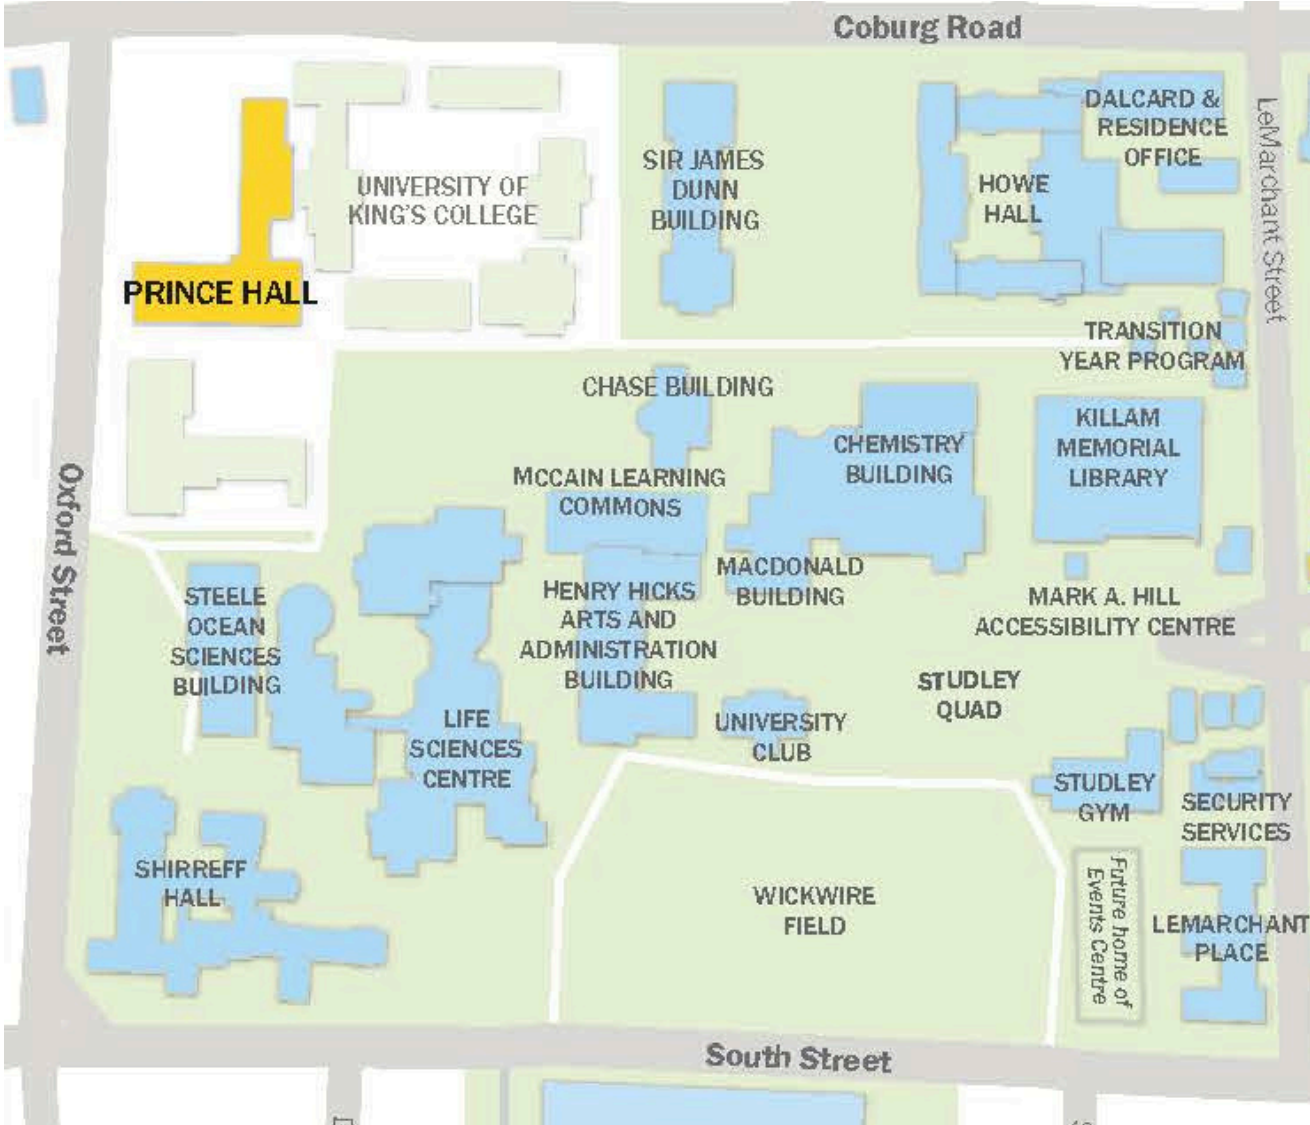 Coburg Road
DALCARD &
RESIDENCE
OFFICE
LeMarchant Street
SIR JAMES
DUNN
BUILDING
HOWE
HALL
UNIVERSITY OF
KING'S COLLEGE
PRINCE HALL
TRANSITION
YEAR PROGRAM
CHASE BUILDING
KILLAM
MEMORIAL
LIBRARY
CHEMISTRY
BUILDING
MCCAIN LEARNING
COMMONS
Oxford Street
MACDONALD
BUILDING
HENRY HICKS
ARTS AND
ADMINISTRATION
BUILDING
MARK A. HILL
ACCESSIBILITY CENTRE
STEELE
OCEAN
SCIENCES
BUILDING
STUDLEY
QUAD
LIFE
SCIENCES
CENTRE
UNIVERSITY
CLUB
STUDLEY
GYM
SECURITY
SERVICES
SHIRREFF
HALL
WICKWIRE
FIELD
Future home of
Events Centre
LEMARCHANT
PLACE
South Street